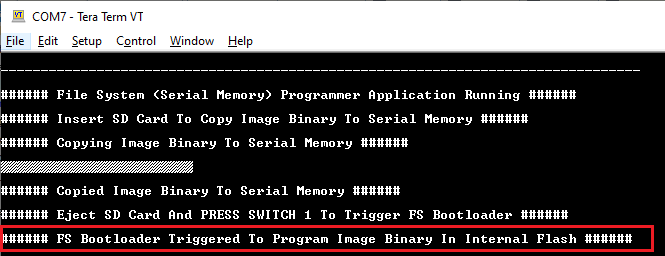 COM7 - Tera Term VT
File Edit Setup Control Window Help
###### File System (Serial Memory) Programmer Application Running ######
###### Insert SD Card To Copy Image Binary To Serial Memory ######
###### Copying Image Binary To Serial Memory ######
###### Copied Image Binary To Serial Memory ######
###### Eject SD Card And PRESS SWITCH 1 To Trigger FS Bootloader ######
###### FS Bootloader Triggered To Program Image Binary In Internal Flash ######